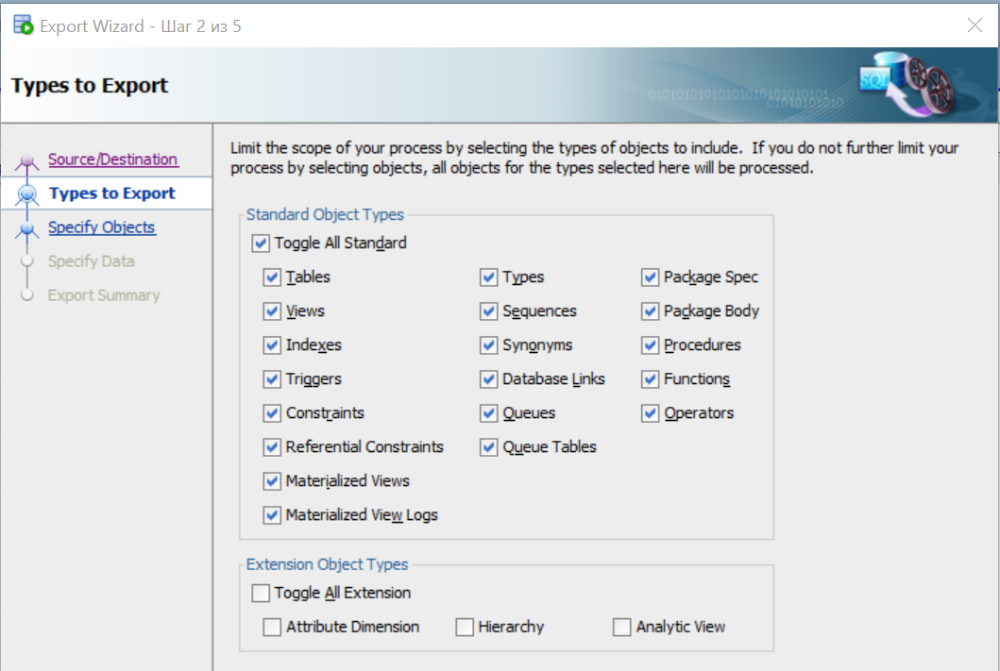 Export Wizard - Шаг 2 из 5
Types to Export
SQL
0101010101010101010101010101
01010101010
Source/Destination
Types to Export
Specify Objects
Specify Data
Export Summary
Limit the scope of your process by selecting the types of objects to include.  If you do not further limit your
process by selecting objects, all objects for the types selected here will be processed.
Standard Object Types
Toggle All Standard
Tables Types Package Spec
Views Sequences Package Body
Indexes Synonyms Procedures
Triggers Database Links Functions
Constraints Queues Operators
Referential Constraints Queue Tables
Materialized Views
Materialized View Logs
Extension Object Types
Toggle All Extension
Attribute Dimension Hierarchy Analytic View